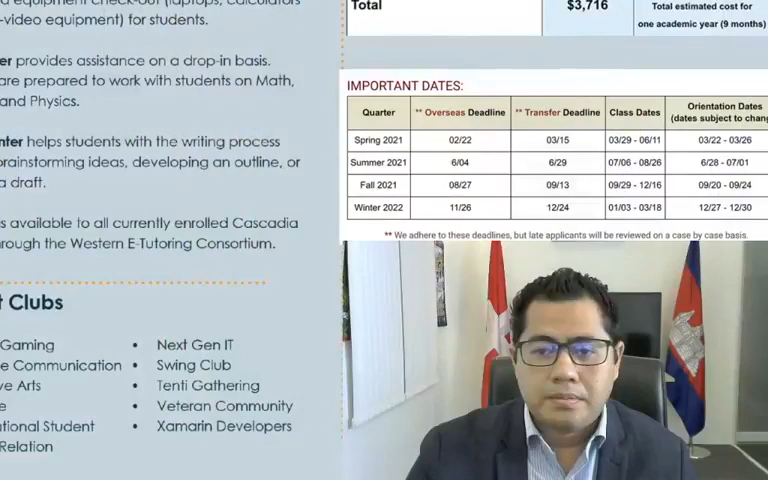 equipment check-out (laptops, calculators
-video equipment) for students.
er provides assistance on a drop-in basis.
are prepared to work with students on Math,
and Physics.
nter helps students with the writing process
brainstorming ideas, developing an outline, or
a draft.
s available to all currently enrolled Cascadia
hrough the Western E-Tutoring Consortium.
t Clubs
Gaming
e Communication
ve Arts
e
ational Student
Relation
• Next Gen IT
• Swing Club
• Tenti Gathering
• Veteran Community
• Xamarin Developers
Total $3,716 Total estimated cost for
one academic year (9 months)
IMPORTANT DATES:
Quarter ** Overseas Deadline ** Transfer Deadline Class Dates Orientation Dates
(dates subject to chang
Spring 2021 02/22 03/15 03/29 - 06/11 03/22 - 03/26
Summer 2021 6/04 6/29 07/06 - 08/26 6/28 - 07/01
Fall 2021 08/27 09/13 09/29 - 12/16 09/20 - 09/24
Winter 2022 11/26 12/24 01/03 - 03/18 12/27 - 12/30
** We adhere to these deadlines, but late applicants will be reviewed on a case by case basis.